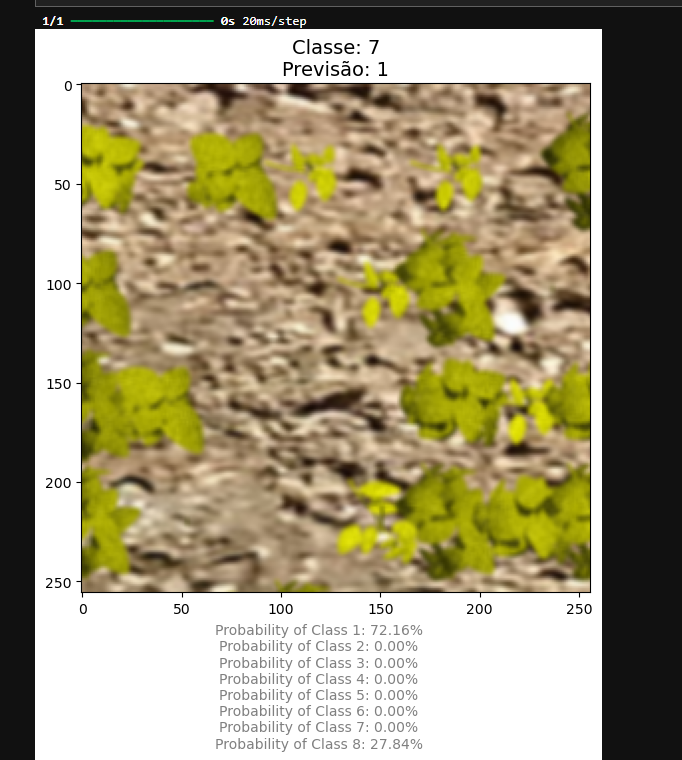 1/1 ━━━━━━━━━━━━━━━━━━━━ 0s 20ms/step
Classe: 7
Previsão: 1
0
50
100
150
200
250
0 50 100 150 200 250
Probability of Class 1: 72.16%
Probability of Class 2: 0.00%
Probability of Class 3: 0.00%
Probability of Class 4: 0.00%
Probability of Class 5: 0.00%
Probability of Class 6: 0.00%
Probability of Class 7: 0.00%
Probability of Class 8: 27.84%